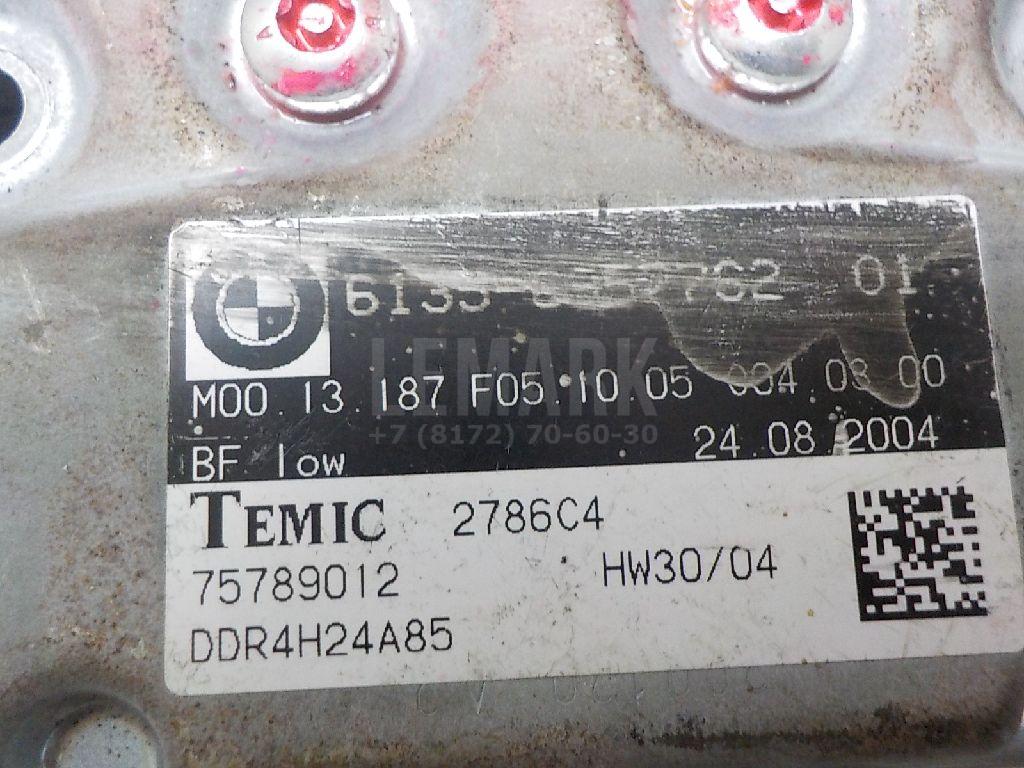 01
M00 13 187 F05 10 05 004 03 00
BF low 24 08 2004
TEMIC 2786C4
75789012 HW30/04
DDR4H24A85
LEMARK
+7 (8172) 70-60-30